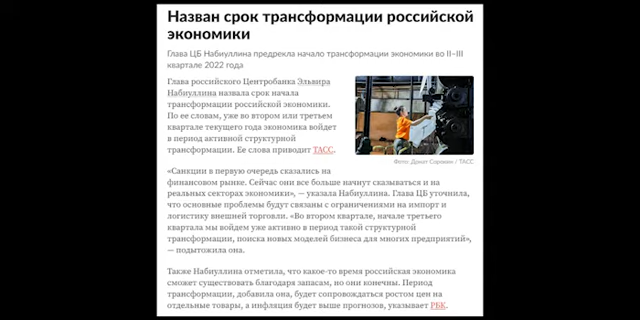 Назван срок трансформации российской
экономики
Глава ЦБ Набиуллина предрекла начало трансформации экономики во II–III
квартале 2022 года
Глава российского Центробанка Эльвира
Набиуллина назвала срок начала
трансформации российской экономики.
По ее словам, уже во втором или третьем
квартале текущего года экономика войдет
в период активной структурной
трансформации. Ее слова приводит ТАСС.
Фото: Донат Сорокин / ТАСС
«Санкции в первую очередь сказались на
финансовом рынке. Сейчас они все больше начнут сказываться и на
реальных секторах экономики», — указала Набиуллина. Глава ЦБ уточнила,
что основные проблемы будут связаны с ограничениями на импорт и
логистику внешней торговли. «Во втором квартале, начале третьего
квартала мы войдем уже активно в период такой структурной
трансформации, поиска новых моделей бизнеса для многих предприятий»,
— подытожила она.
Также Набиуллина отметила, что какое-то время российская экономика
сможет существовать благодаря запасам, но они конечны. Период
трансформации, добавила она, будет сопровождаться ростом цен на
отдельные товары, а инфляция будет выше прогнозов, указывает РБК.